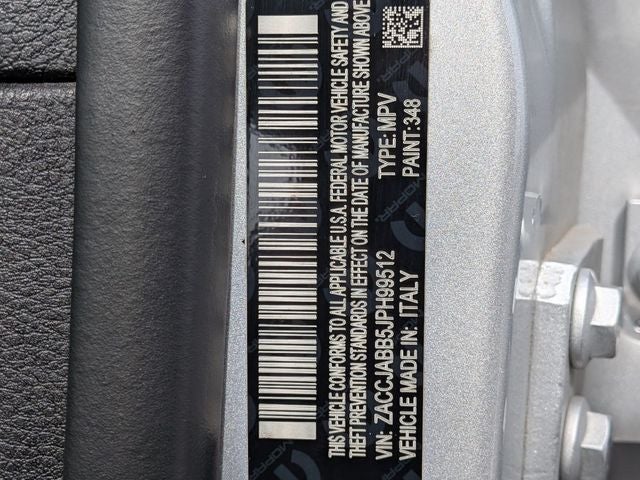 THIS VEHICLE CONFORMS TO ALL APPLICABLE U.S.A. FEDERAL MOTOR VEHICLE SAFETY AND
THEFT PREVENTION STANDARDS IN EFFECT ON THE DATE OF MANUFACTURE SHOWN ABOVE
VIN: ZACCJABB5JPH99512 TYPE: MPV
VEHICLE MADE IN: ITALY PAINT: 348
MOPAR